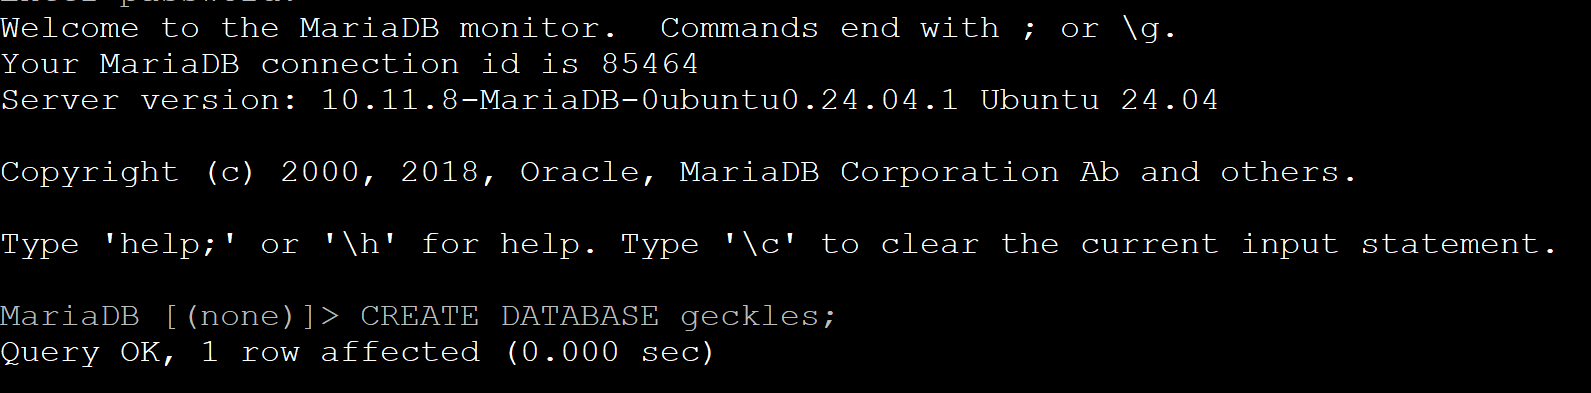 Welcome to the MariaDB monitor.  Commands end with ; or \g.
Your MariaDB connection id is 85464
Server version: 10.11.8-MariaDB-0ubuntu0.24.04.1 Ubuntu 24.04
Copyright (c) 2000, 2018, Oracle, MariaDB Corporation Ab and others.
Type 'help;' or '\h' for help. Type '\c' to clear the current input statement.
MariaDB [(none)]> CREATE DATABASE geckles;
Query OK, 1 row affected (0.000 sec)